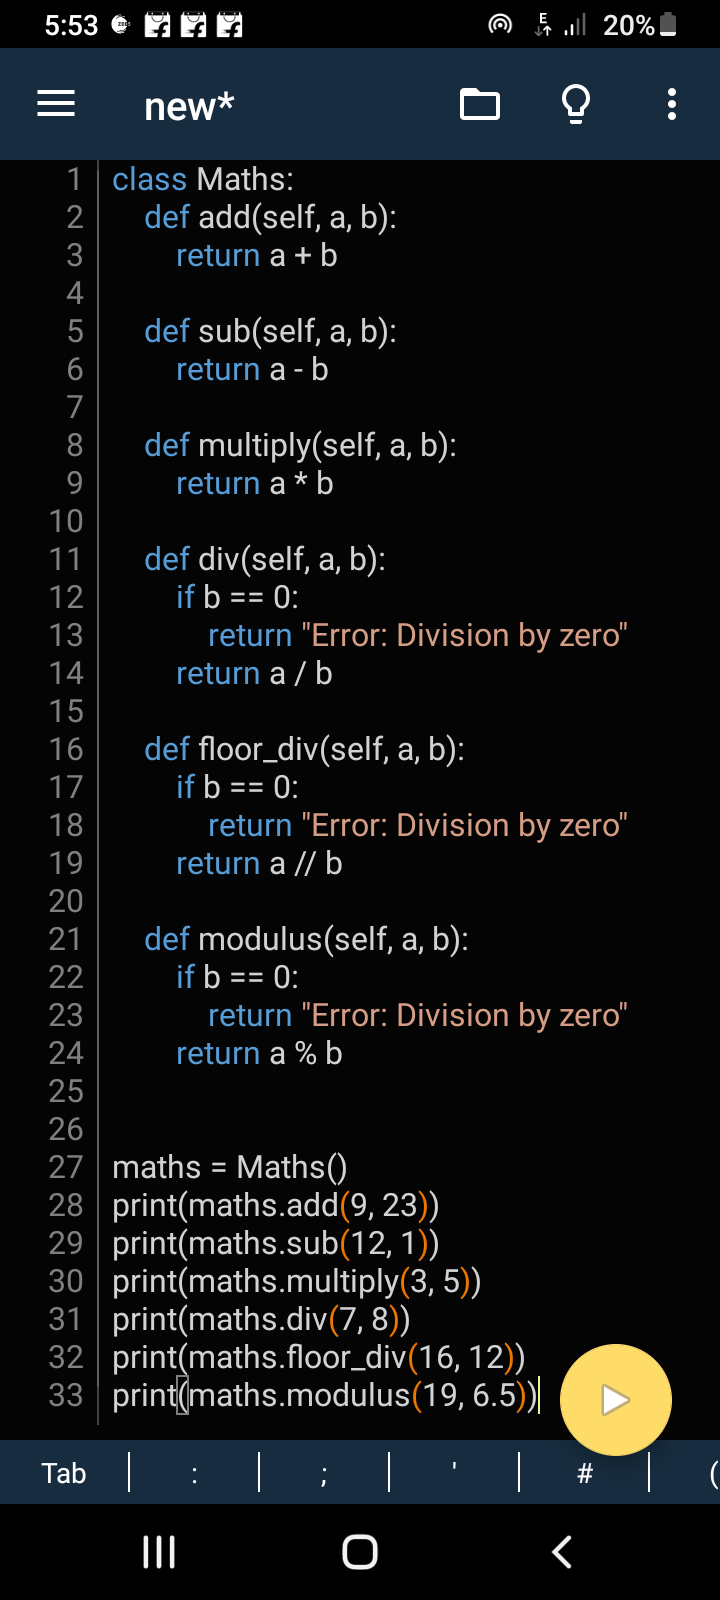 5:53 E 20%
new*
1 class Maths:
2 def add(self, a, b):
3 return a + b
4
5 def sub(self, a, b):
6 return a - b
7
8 def multiply(self, a, b):
9 return a * b
10
11 def div(self, a, b):
12 if b == 0:
13 return "Error: Division by zero"
14 return a / b
15
16 def floor_div(self, a, b):
17 if b == 0:
18 return "Error: Division by zero"
19 return a // b
20
21 def modulus(self, a, b):
22 if b == 0:
23 return "Error: Division by zero"
24 return a % b
25
26
27 maths = Maths()
28 print(maths.add(9, 23))
29 print(maths.sub(12, 1))
30 print(maths.multiply(3, 5))
31 print(maths.div(7, 8))
32 print(maths.floor_div(16, 12))
33 print(maths.modulus(19, 6.5))
Tab : ; ' # (